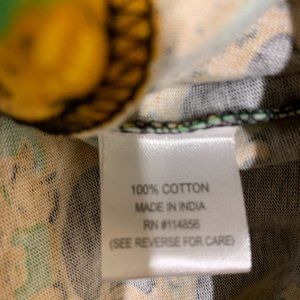 100% COTTON
MADE IN INDIA
RN #114856
(SEE REVERSE FOR CARE)